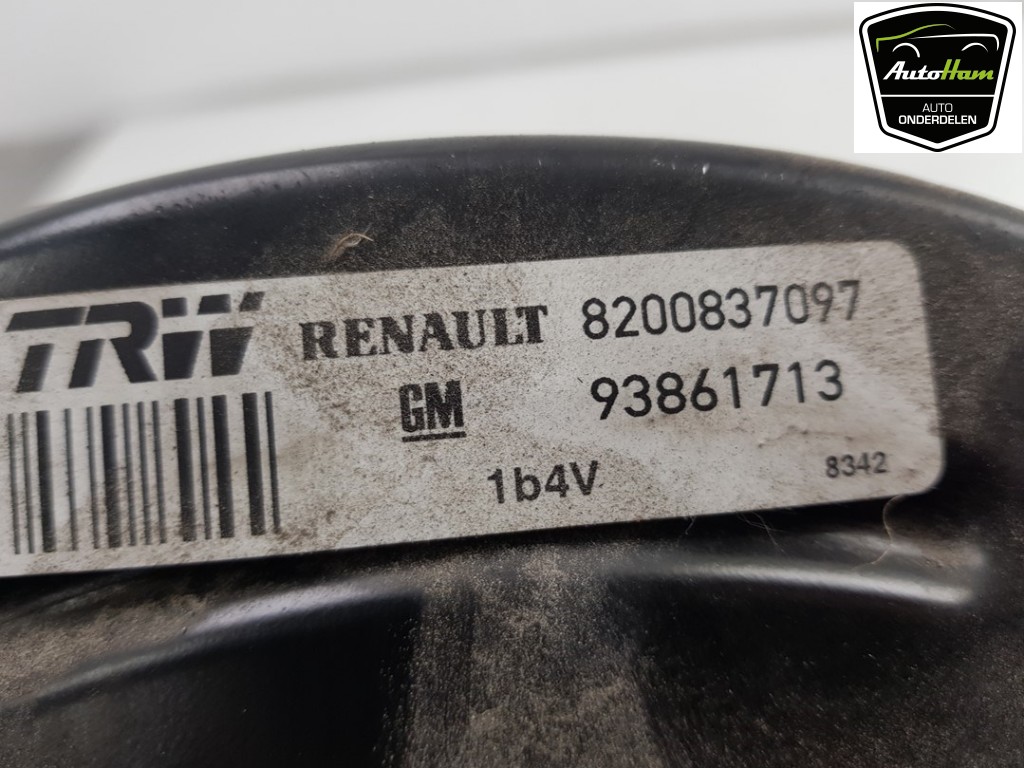 AutoHam
AUTO
ONDERDELEN
TRW RENAULT 8200837097
GM 93861713
1b4V 8342